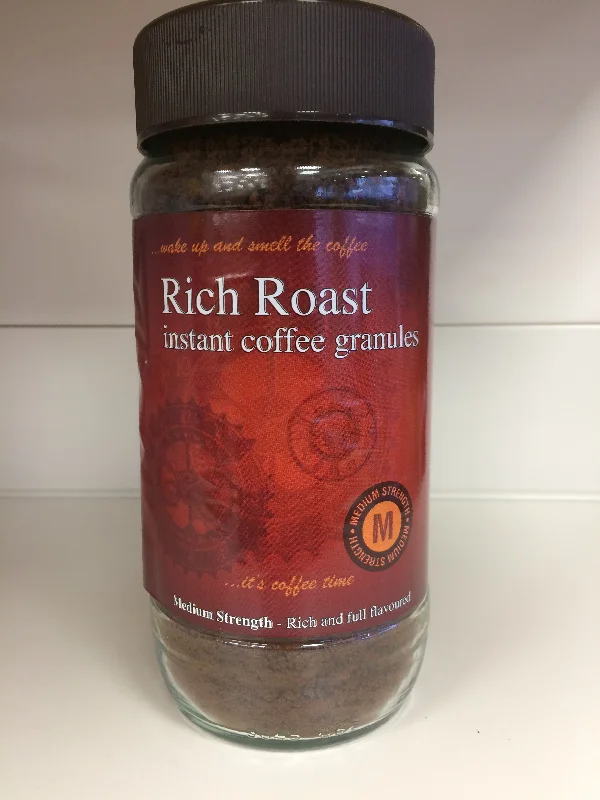 ...wake up and smell the coffee
Rich Roast
instant coffee granules
MEDIUM STRENGTH • MEDIUM STRENGTH •
M
...it's coffee time
Medium Strength - Rich and full flavoured